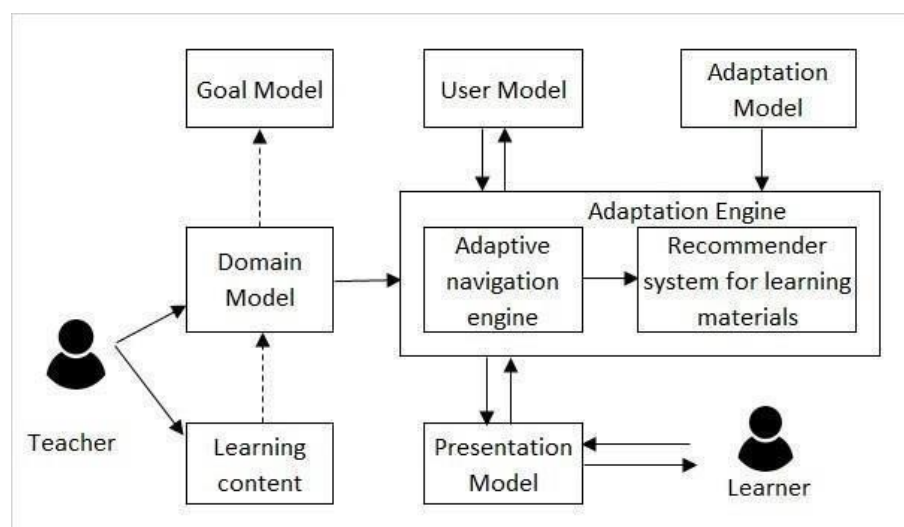 Goal Model
User Model
Adaptation
Model
Adaptation Engine
Domain
Model
Adaptive
navigation
engine
Recommender
system for learning
materials
Teacher
Learning
content
Presentation
Model
Learner